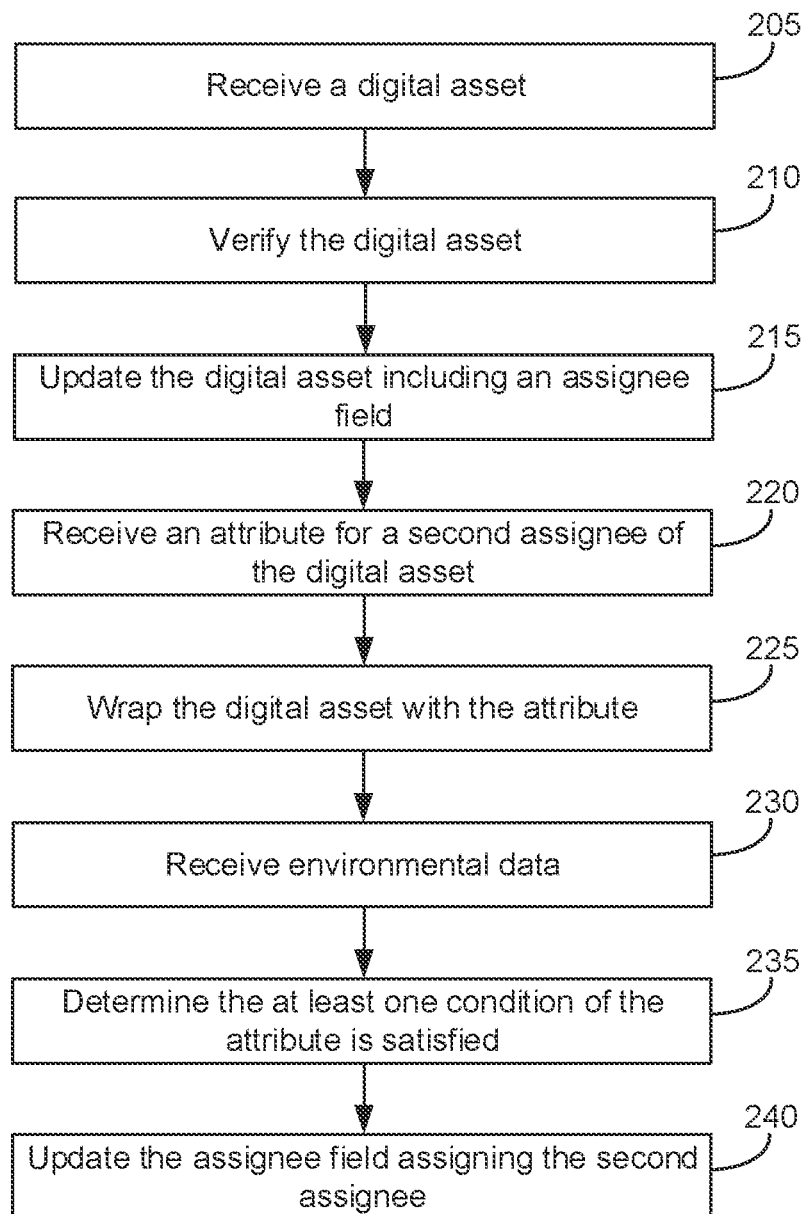 205
Receive a digital asset
210
Verify the digital asset
215
Update the digital asset including an assignee
field
220
Receive an attribute for a second assignee of
the digital asset
225
Wrap the digital asset with the attribute
230
Receive environmental data
235
Determine the at least one condition of the
attribute is satisfied
240
Update the assignee field assigning the second
assignee